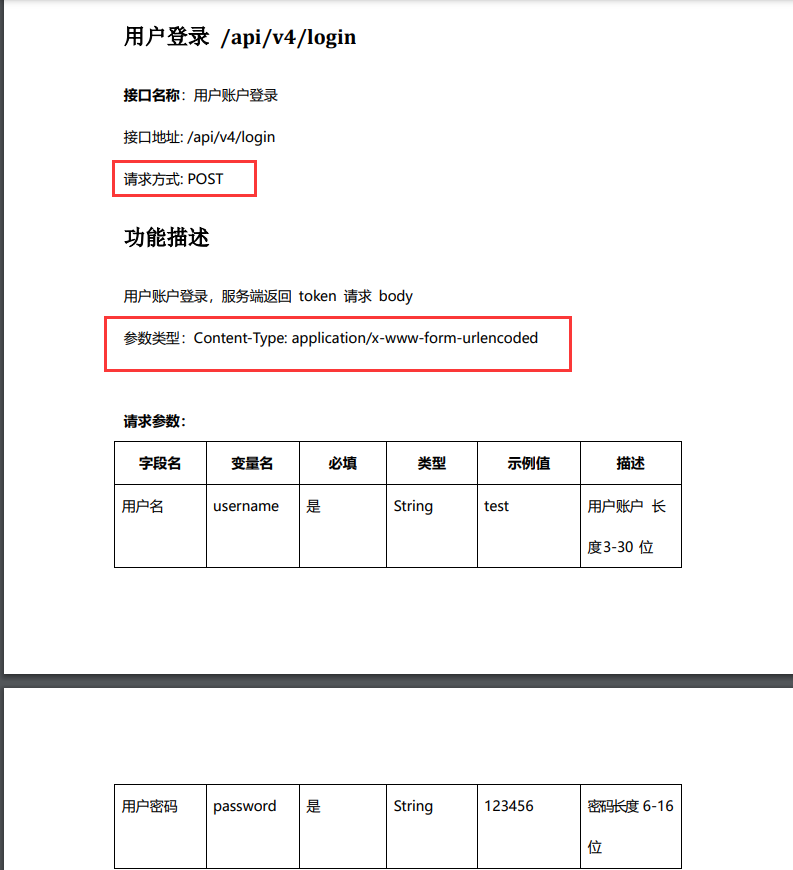 用户登录 /api/v4/login
接口名称：用户账户登录
接口地址: /api/v4/login
请求方式: POST
功能描述
用户账户登录，服务端返回 token 请求 body
参数类型：Content-Type: application/x-www-form-urlencoded
请求参数：
字段名 变量名 必填 类型 示例值 描述
用户名 username 是 String test 用户账户 长
度3-30 位
用户密码 password 是 String 123456 密码长度 6-16
位